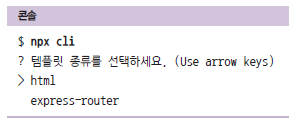 콘솔
$ npx cli
? 템플릿 종류를 선택하세요. (Use arrow keys)
> html
express-router